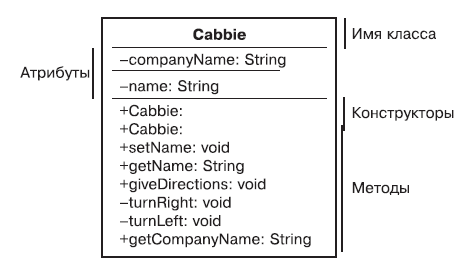 Cabbie
Имя класса
Атрибуты
–companyName: String
–name: String
+Cabbie:
+Cabbie:
Конструкторы
+setName: void
+getName: String
+giveDirections: void
–turnRight: void
–turnLeft: void
+getCompanyName: String
Методы